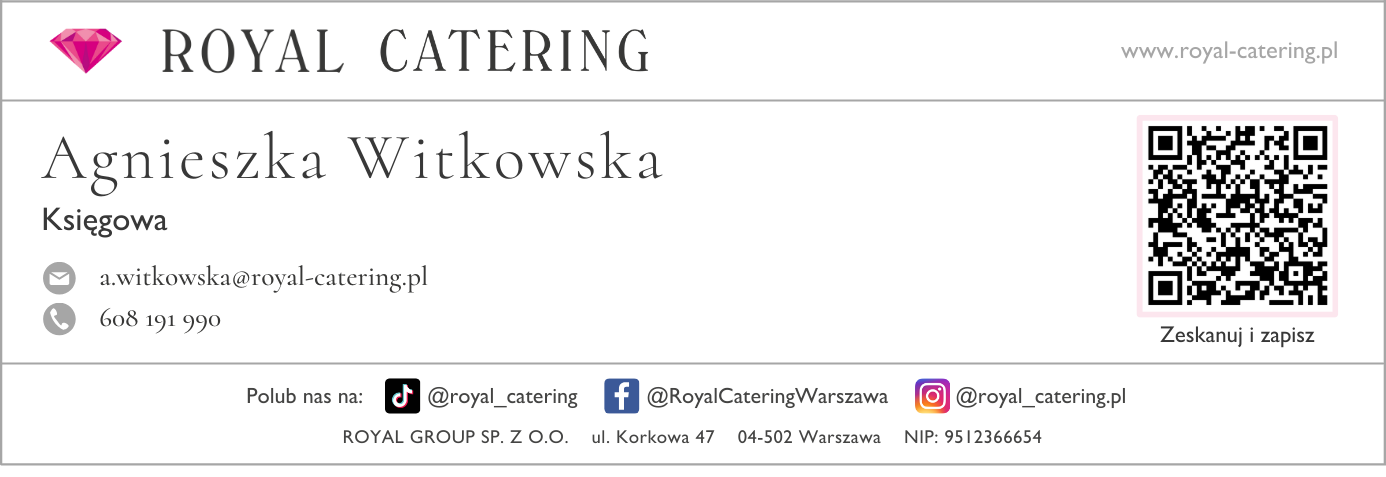 ROYAL CATERING
www.royal-catering.pl
Agnieszka Witkowska
Księgowa
a.witkowska@royal-catering.pl
608 191 990
Zeskanuj i zapisz
Polub nas na: @royal_catering @RoyalCateringWarszawa @royal_catering.pl
ROYAL GROUP SP. Z O.O. ul. Korkowa 47 04-502 Warszawa NIP: 9512366654